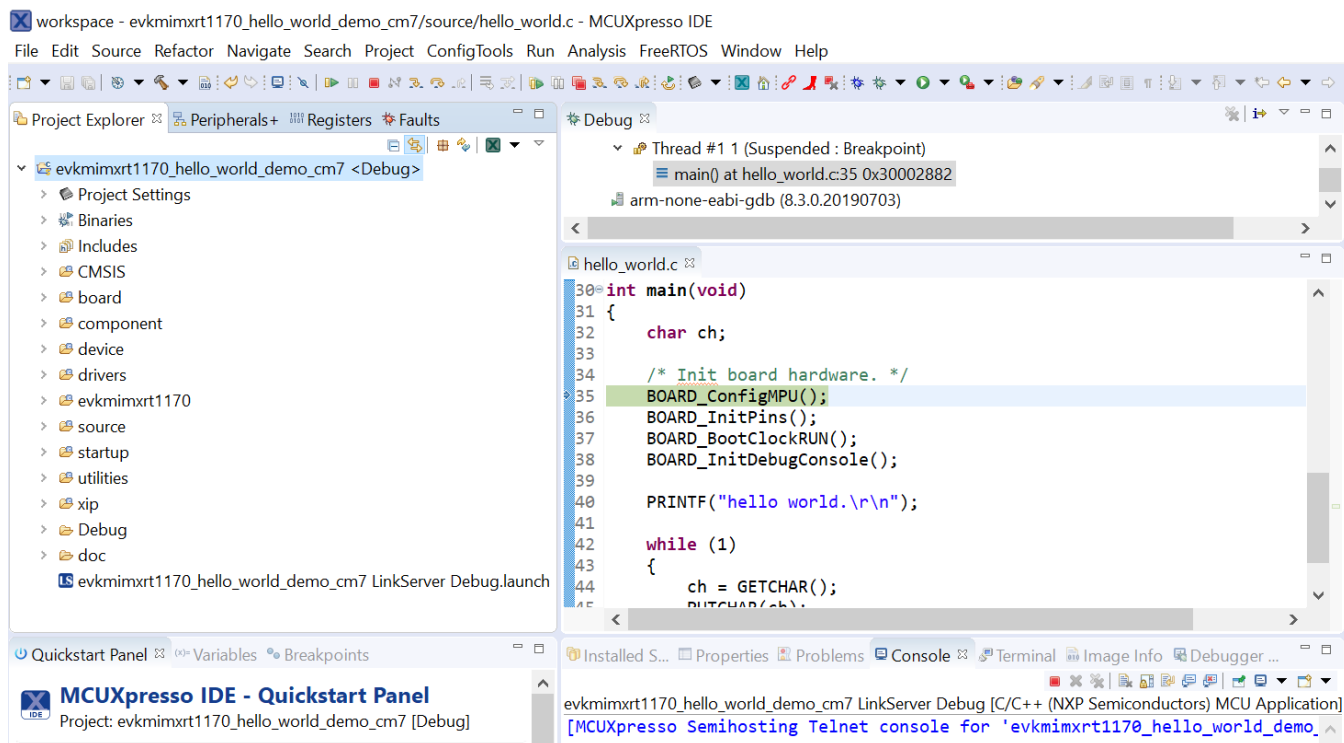 workspace - evkmimxrt1170_hello_world_demo_cm7/source/hello_world.c - MCUXpresso IDE
File Edit Source Refactor Navigate Search Project ConfigTools Run Analysis FreeRTOS Window Help
Project Explorer Peripherals+ Registers Faults
evkmimxrt1170_hello_world_demo_cm7 <Debug>
Project Settings
Binaries
Includes
CMSIS
board
component
device
drivers
evkmimxrt1170
source
startup
utilities
xip
Debug
doc
evkmimxrt1170_hello_world_demo_cm7 LinkServer Debug.launch
Debug
Thread #1 1 (Suspended : Breakpoint)
main() at hello_world.c:35 0x30002882
arm-none-eabi-gdb (8.3.0.20190703)
hello_world.c
30 int main(void)
31 {
32 char ch;
33
34 /* Init board hardware. */
35 BOARD_ConfigMPU();
36 BOARD_InitPins();
37 BOARD_BootClockRUN();
38 BOARD_InitDebugConsole();
39
40 PRINTF("hello world.\r\n");
41
42 while (1)
43 {
44 ch = GETCHAR();
45 PUTCHAR(ch);
Quickstart Panel Variables Breakpoints
MCUXpresso IDE - Quickstart Panel
Project: evkmimxrt1170_hello_world_demo_cm7 [Debug]
Installed S... Properties Problems Console Terminal Image Info Debugger ...
evkmimxrt1170_hello_world_demo_cm7 LinkServer Debug [C/C++ (NXP Semiconductors) MCU Application]
[MCUXpresso Semihosting Telnet console for 'evkmimxrt1170_hello_world_demo_